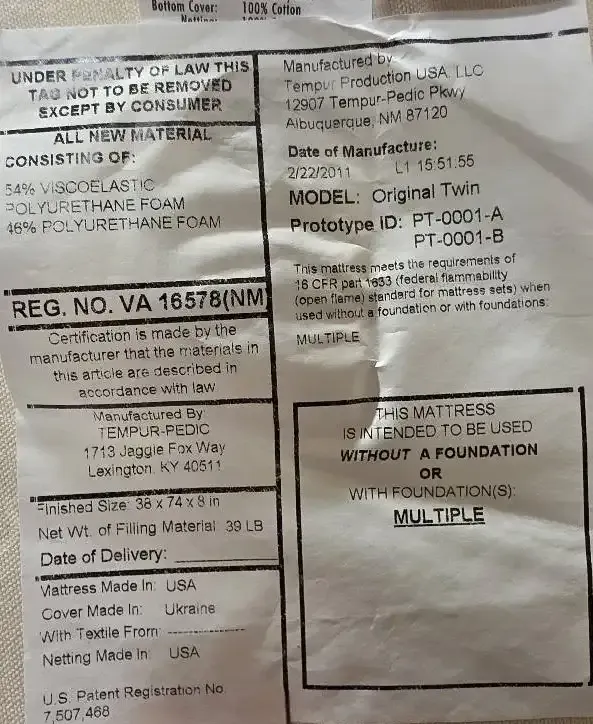 Bottom Cover: 100% Cotton
UNDER PENALTY OF LAW THIS
TAG NOT TO BE REMOVED
EXCEPT BY CONSUMER
ALL NEW MATERIAL
CONSISTING OF:
54% VISCOELASTIC
POLYURETHANE FOAM
46% POLYURETHANE FOAM
REG. NO. VA 16578(NM)
Certification is made by the
manufacturer that the materials in
this article are described in
accordance with law
Manufactured By:
TEMPUR-PEDIC
1713 Jaggie Fox Way
Lexington, KY 40511
Finished Size: 38 x 74 x 8 in
Net Wt. of Filling Material: 39 LB
Date of Delivery:
Mattress Made In: USA
Cover Made In: Ukraine
With Textile From: --------------
Netting Made In: USA
U.S. Patent Registration No.
7,507,468
Manufactured by
Tempur Production USA, LLC
12907 Tempur-Pedic Pkwy
Albuquerque, NM 87120
Date of Manufacture:
2/22/2011 L1 15:51:55
MODEL: Original Twin
Prototype ID: PT-0001-A
PT-0001-B
This mattress meets the requirements of
16 CFR part 1633 (federal flammability
(open flame) standard for mattress sets) when
used without a foundation or with foundations:
MULTIPLE
THIS MATTRESS
IS INTENDED TO BE USED
WITHOUT A FOUNDATION
OR
WITH FOUNDATION(S):
MULTIPLE